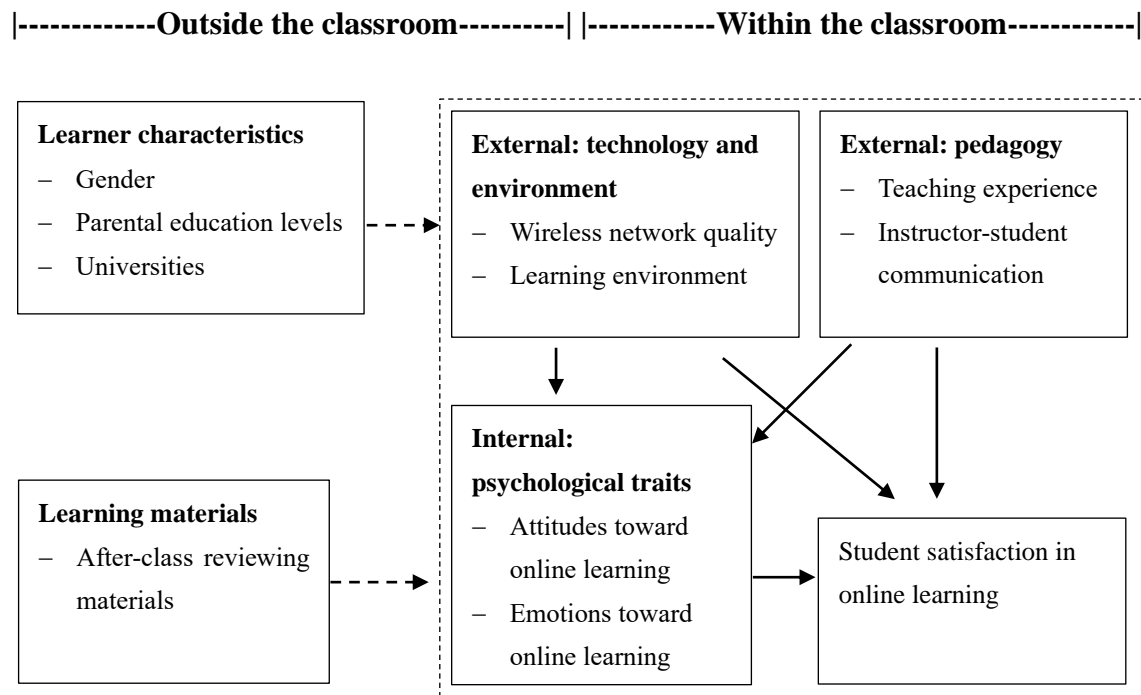 |-------------Outside the classroom----------| |------------Within the classroom------------|
Learner characteristics
– Gender
– Parental education levels
– Universities
External: technology and
environment
– Wireless network quality
– Learning environment
External: pedagogy
– Teaching experience
– Instructor-student
communication
Learning materials
– After-class reviewing
materials
Internal:
psychological traits
– Attitudes toward
online learning
– Emotions toward
online learning
Student satisfaction in
online learning